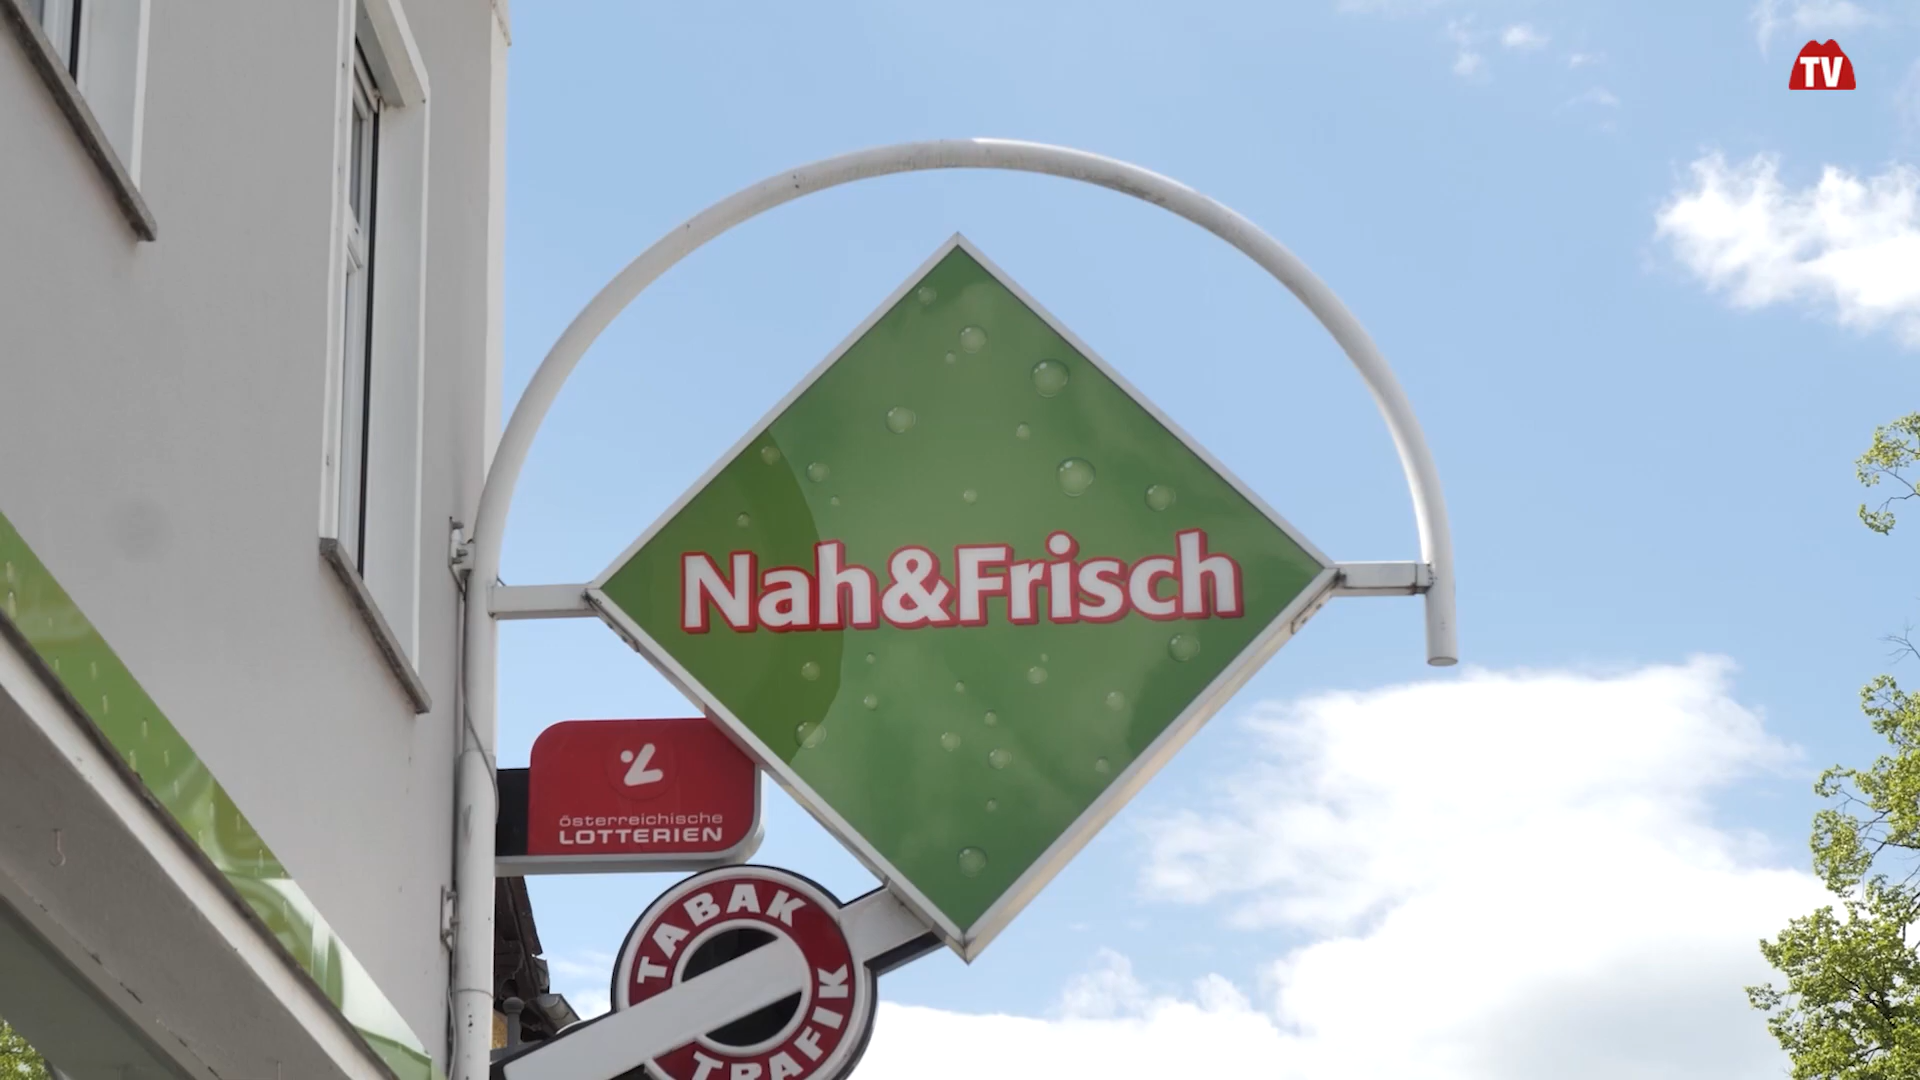 TV
Nah&Frisch
österreichische
LOTTERIEN
TABAK
TRAFIK